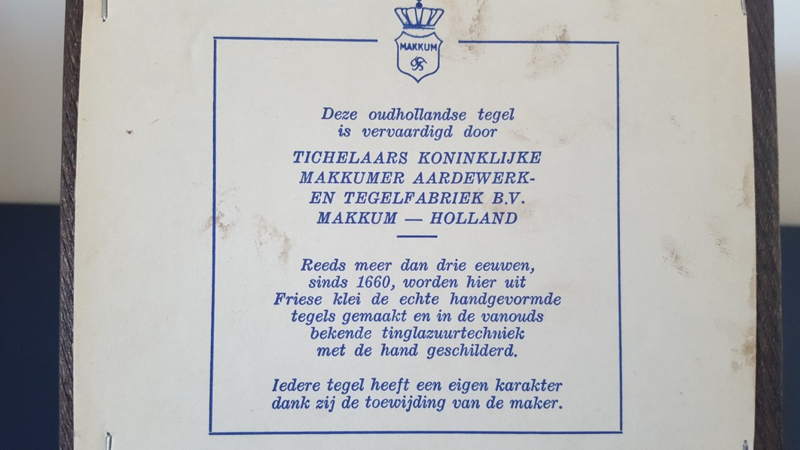 MAKKUM
Deze oudhollandse tegel
is vervaardigd door
TICHELAARS KONINKLIJKE
MAKKUMER AARDEWERK-
EN TEGELFABRIEK B.V.
MAKKUM — HOLLAND
Reeds meer dan drie eeuwen,
sinds 1660, worden hier uit
Friese klei de echte handgevormde
tegels gemaakt en in de vanouds
bekende tinglazuurtechniek
met de hand geschilderd.
Iedere tegel heeft een eigen karakter
dank zij de toewijding van de maker.